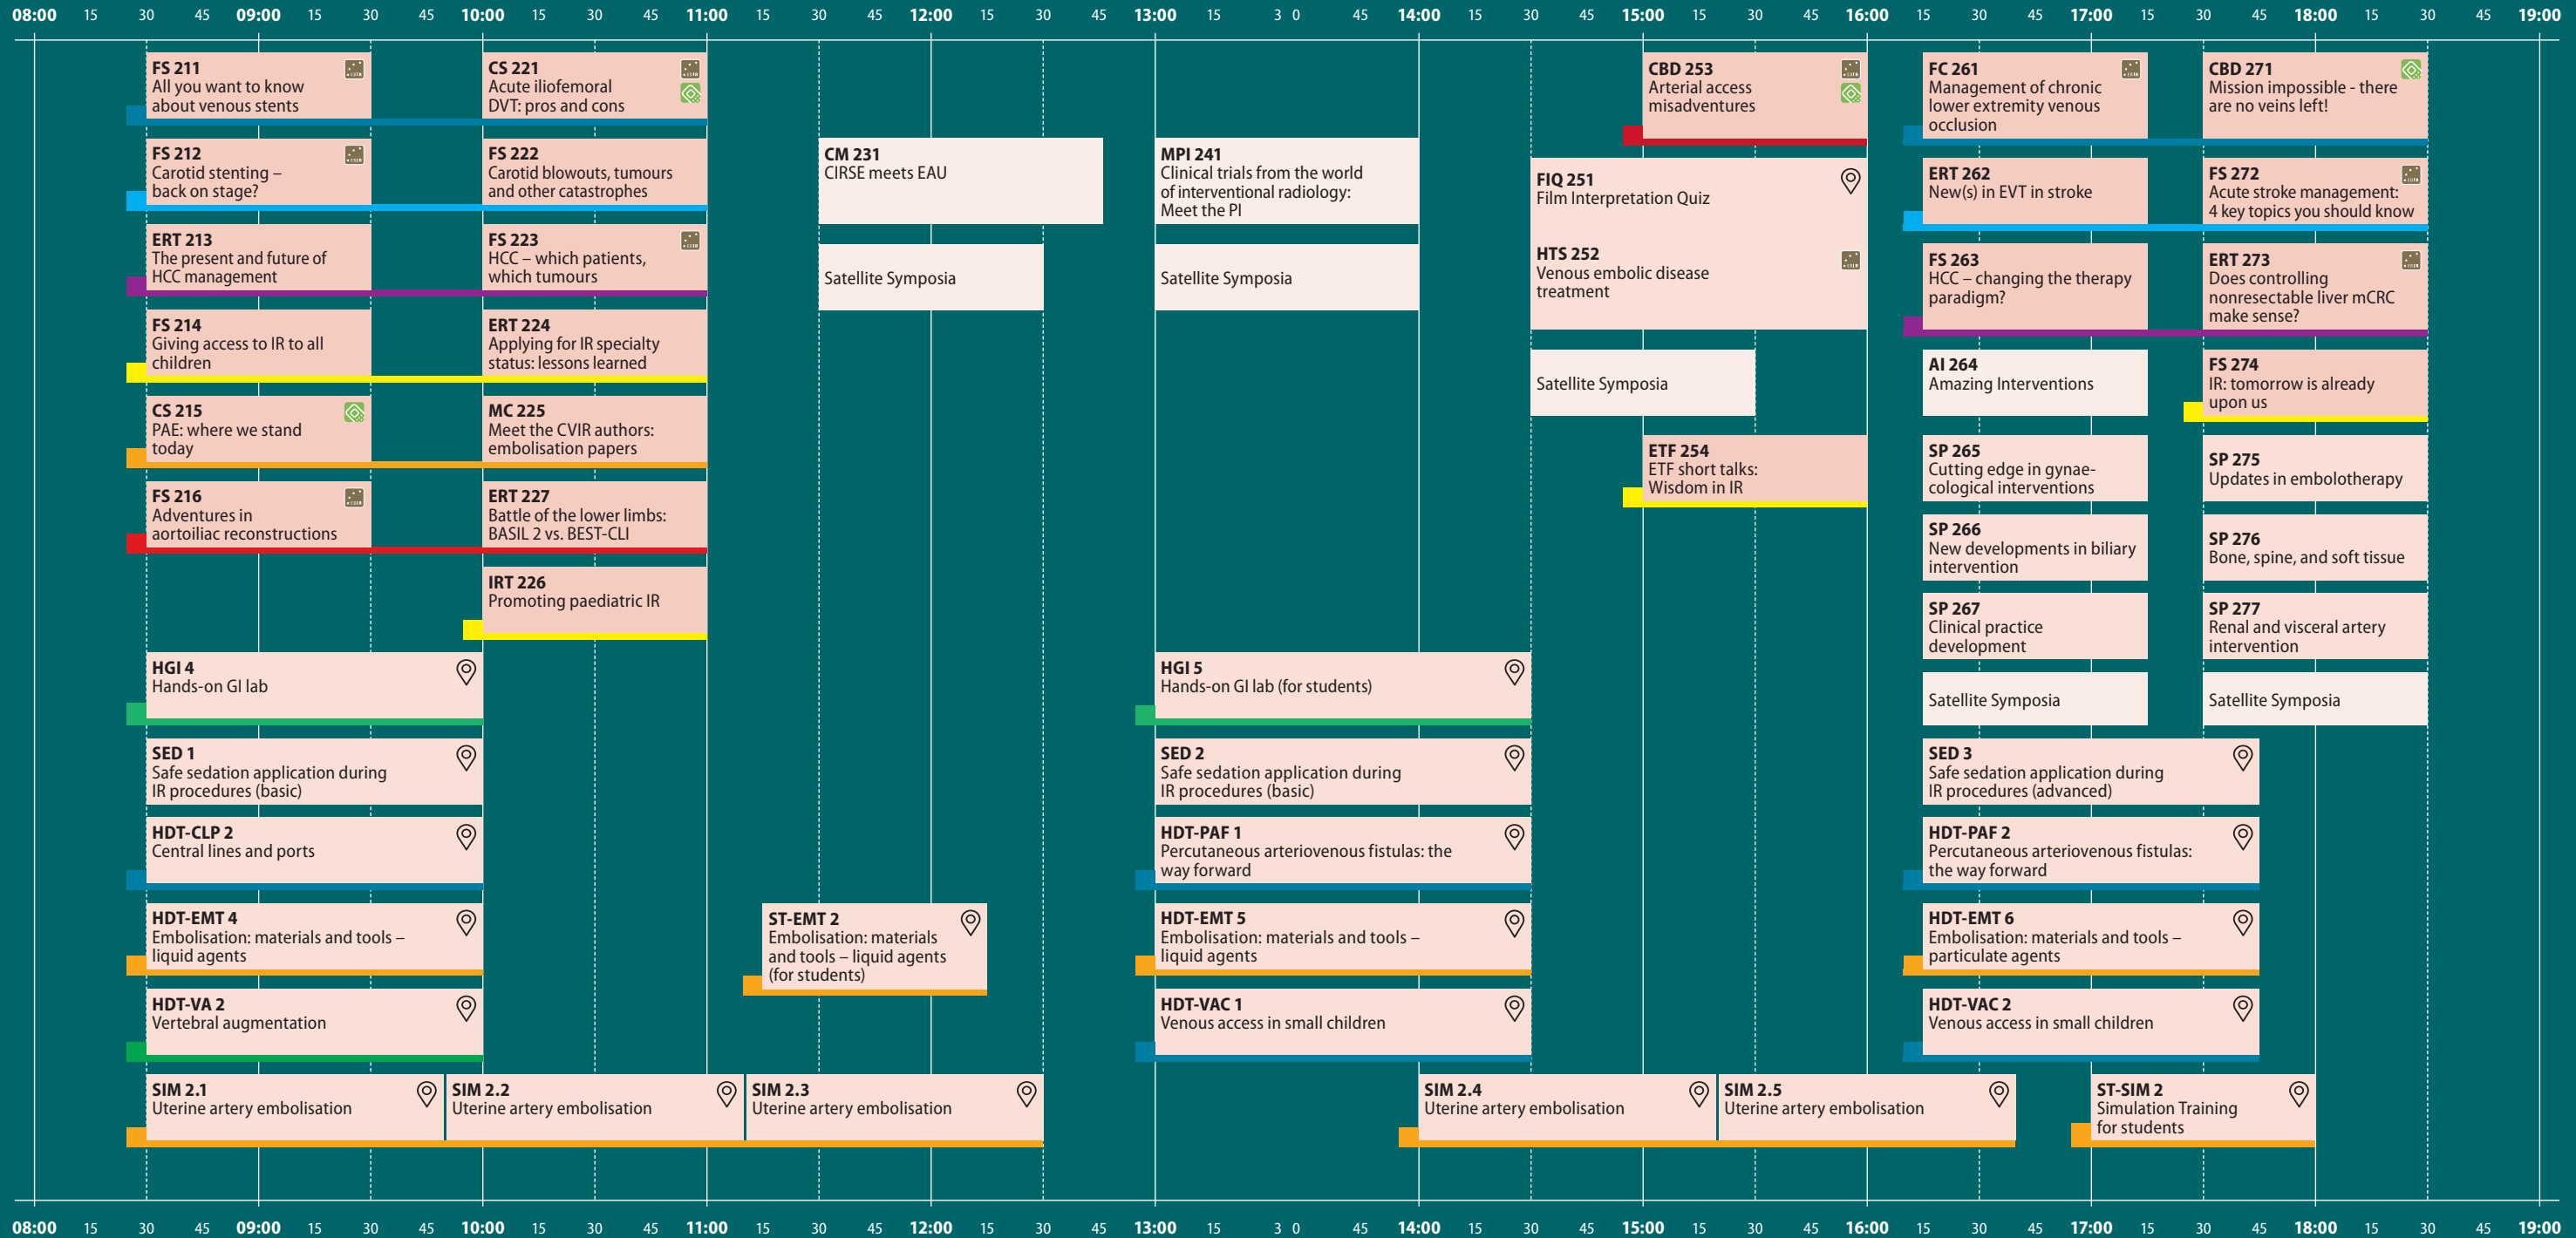 08:00 15 30 45 09:00 15 30 45 10:00 15 30 45 11:00 15 30 45 12:00 15 30 45 13:00 15 3 0 45 14:00 15 30 45 15:00 15 30 45 16:00 15 30 45 17:00 15 30 45 18:00 15 30 45 19:00
FS 211
All you want to know
about venous stents
CS 221
Acute iliofemoral
DVT: pros and cons
CBD 253
Arterial access
misadventures
FC 261
Management of chronic
lower extremity venous
occlusion
CBD 271
Mission impossible - there
are no veins left!
FS 212
Carotid stenting –
back on stage?
FS 222
Carotid blowouts, tumours
and other catastrophes
CM 231
CIRSE meets EAU
MPI 241
Clinical trials from the world
of interventional radiology:
Meet the PI
FIQ 251
Film Interpretation Quiz
ERT 262
New(s) in EVT in stroke
FS 272
Acute stroke management:
4 key topics you should know
ERT 213
The present and future of
HCC management
FS 223
HCC – which patients,
which tumours
Satellite Symposia
Satellite Symposia
HTS 252
Venous embolic disease
treatment
FS 263
HCC – changing the therapy
paradigm?
ERT 273
Does controlling
nonresectable liver mCRC
make sense?
FS 214
Giving access to IR to all
children
ERT 224
Applying for IR specialty
status: lessons learned
Satellite Symposia
AI 264
Amazing Interventions
FS 274
IR: tomorrow is already
upon us
CS 215
PAE: where we stand
today
MC 225
Meet the CVIR authors:
embolisation papers
ETF 254
ETF short talks:
Wisdom in IR
SP 265
Cutting edge in gynae-
cological interventions
SP 275
Updates in embolotherapy
FS 216
Adventures in
aortoiliac reconstructions
ERT 227
Battle of the lower limbs:
BASIL 2 vs. BEST-CLI
SP 266
New developments in biliary
intervention
SP 276
Bone, spine, and soft tissue
IRT 226
Promoting paediatric IR
SP 267
Clinical practice
development
SP 277
Renal and visceral artery
intervention
HGI 4
Hands-on GI lab
HGI 5
Hands-on GI lab (for students)
Satellite Symposia
Satellite Symposia
SED 1
Safe sedation application during
IR procedures (basic)
SED 2
Safe sedation application during
IR procedures (basic)
SED 3
Safe sedation application during
IR procedures (advanced)
HDT-CLP 2
Central lines and ports
HDT-PAF 1
Percutaneous arteriovenous fistulas: the
way forward
HDT-PAF 2
Percutaneous arteriovenous fistulas:
the way forward
HDT-EMT 4
Embolisation: materials and tools –
liquid agents
ST-EMT 2
Embolisation: materials
and tools – liquid agents
(for students)
HDT-EMT 5
Embolisation: materials and tools –
liquid agents
HDT-EMT 6
Embolisation: materials and tools –
particulate agents
HDT-VA 2
Vertebral augmentation
HDT-VAC 1
Venous access in small children
HDT-VAC 2
Venous access in small children
SIM 2.1
Uterine artery embolisation
SIM 2.2
Uterine artery embolisation
SIM 2.3
Uterine artery embolisation
SIM 2.4
Uterine artery embolisation
SIM 2.5
Uterine artery embolisation
ST-SIM 2
Simulation Training
for students
08:00 15 30 45 09:00 15 30 45 10:00 15 30 45 11:00 15 30 45 12:00 15 30 45 13:00 15 3 0 45 14:00 15 30 45 15:00 15 30 45 16:00 15 30 45 17:00 15 30 45 18:00 15 30 45 19:00